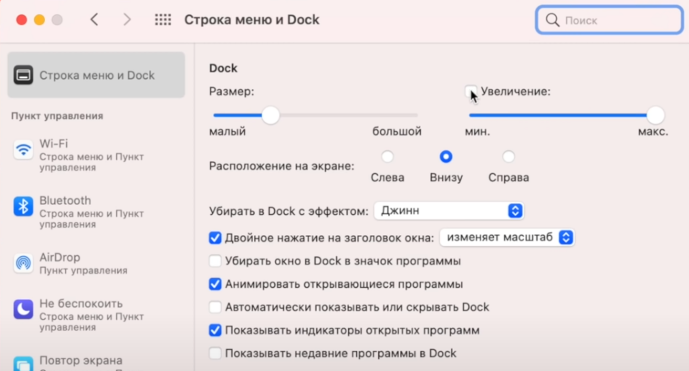 Строка меню и Dock
Поиск
Строка меню и Dock
Пункт управления
Wi-Fi
Строка меню и Пункт
управления
Bluetooth
Строка меню и Пункт
управления
AirDrop
Пункт управления
Не беспокоить
Строка меню и Пункт
управления
Повтор экрана
Dock
Размер:
Увеличение:
малый
большой
мин.
макс.
Расположение на экране:
Слева
Внизу
Справа
Убирать в Dock с эффектом: Джинн
Двойное нажатие на заголовок окна: изменяет масштаб
Убирать окно в Dock в значок программы
Анимировать открывающиеся программы
Автоматически показывать или скрывать Dock
Показывать индикаторы открытых программ
Показывать недавние программы в Dock